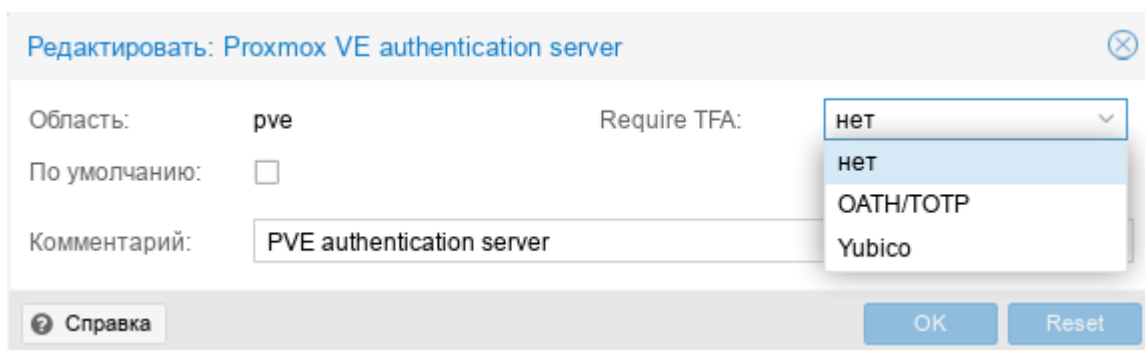 Редактировать: Proxmox VE authentication server
Область: pve Require TFA: нет
нет
По умолчанию:
OATH/TOTP
Комментарий: PVE authentication server
Yubico
Справка OK Reset